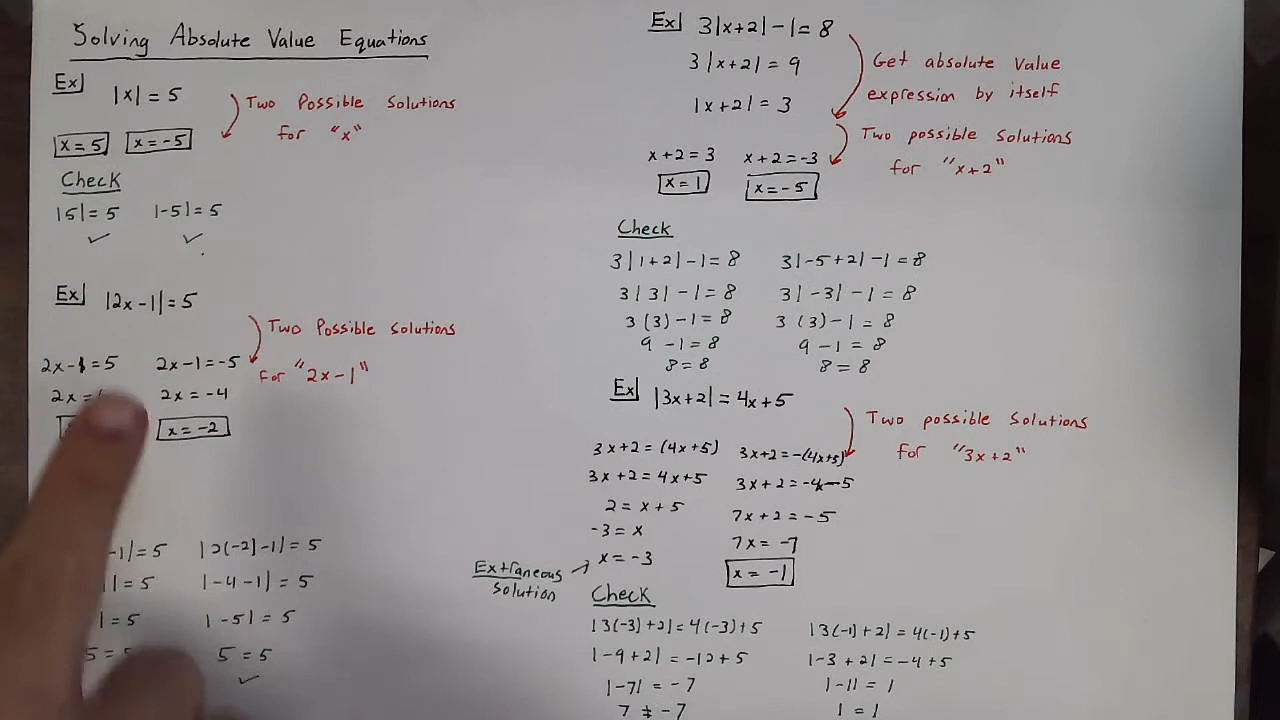 Solving Absolute Value Equations
Ex |x| = 5
Two Possible Solutions
for "x"
x = 5 x = -5
Check
|5| = 5 |-5| = 5
✓ ✓
Ex |2x-1| = 5
Two Possible Solutions
for "2x-1"
2x-1=5 2x-1=-5
2x= 2x = -4
x = -2
-1|=5 |2(-2)-1| = 5
|= 5 |-4-1| = 5
|= 5 |-5| = 5
5 = 5 5 = 5
✓
Ex 3|x+2|-1= 8
3|x+2| = 9
|x+2| = 3
Get absolute value
expression by itself
Two possible solutions
for "x+2"
x+2=3 x+2=-3
x=1 x=-5
Check
3|1+2|-1=8 3|-5+2|-1=8
3|3|-1=8 3|-3|-1=8
3(3)-1=8 3(3)-1=8
9-1=8 9-1=8
8=8 8=8
Ex |3x+2| = 4x+5
Two possible solutions
for "3x+2"
3x+2=(4x+5) 3x+2=-(4x+5)
3x+2=4x+5 3x+2=-4x-5
2=x+5 7x+2=-5
-3=x 7x=-7
x=-3 x=-1
Extraneous
Solution
Check
|3(-3)+2|=4(-3)+5 |3(-1)+2|=4(-1)+5
|-9+2|=-12+5 |-3+2|=-4+5
|-7|=-7 |-1|=1
7≠-7 1=1